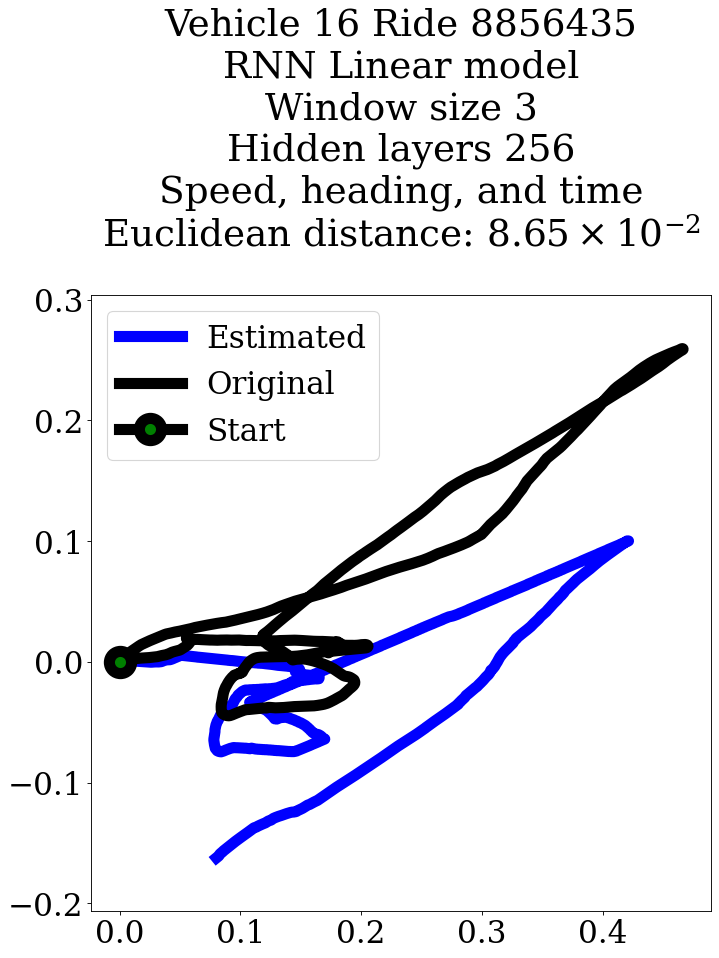 Vehicle 16 Ride 8856435
RNN Linear model
Window size 3
Hidden layers 256
Speed, heading, and time
Euclidean distance: 8.65 × 10⁻²
0.3
0.2
0.1
0.0
−0.1
−0.2
Estimated
Original
Start
0.0 0.1 0.2 0.3 0.4